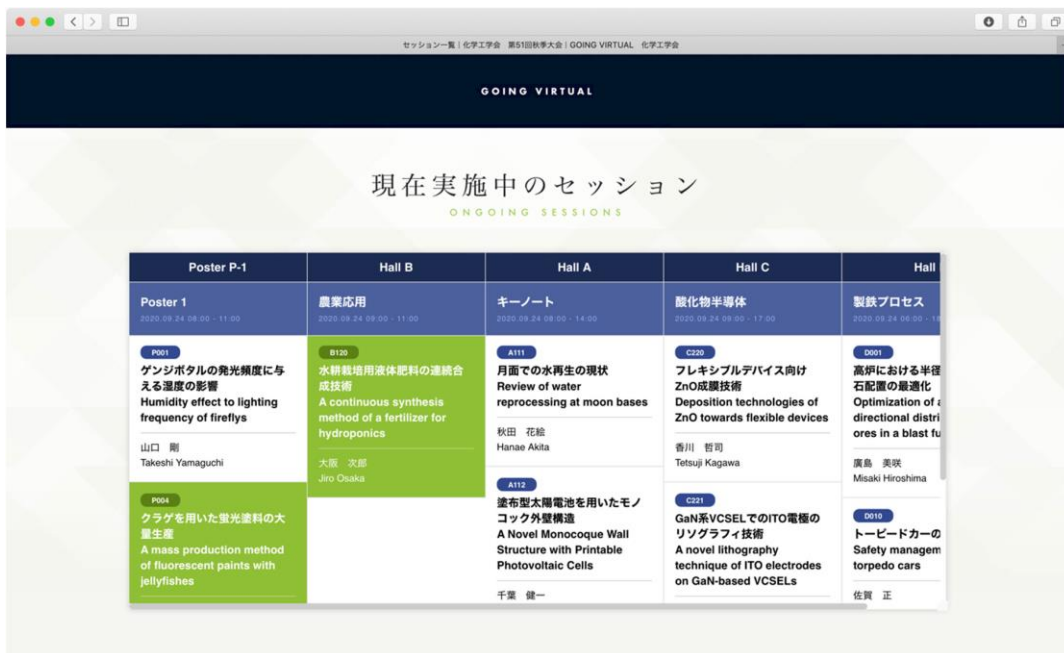 セッション一覧｜化学工学会　第51回秋季大会｜GOING VIRTUAL　化学工学会
GOING VIRTUAL
現在実施中のセッション
ONGOING SESSIONS
Poster P-1
Poster 1
2020.09.24 08:00 - 11:00
P001
ゲンジボタルの発光頻度に与
える湿度の影響
Humidity effect to lighting
frequency of fireflys
山口　剛
Takeshi Yamaguchi
P004
クラゲを用いた蛍光塗料の大
量生産
A mass production method
of fluorescent paints with
jellyfishes
Hall B
農業応用
2020.09.24 09:00 - 11:00
B120
水耕栽培用液体肥料の連続合
成技術
A continuous synthesis
method of a fertilizer for
hydroponics
大阪　次郎
Jiro Osaka
Hall A
キーノート
2020.09.24 08:00 - 14:00
A111
月面での水再生の現状
Review of water
reprocessing at moon bases
秋田　花絵
Hanae Akita
A112
塗布型太陽電池を用いたモノ
コック外壁構造
A Novel Monocoque Wall
Structure with Printable
Photovoltaic Cells
千葉　健一
Hall C
酸化物半導体
2020.09.24 09:00 - 17:00
C220
フレキシブルデバイス向け
ZnO成膜技術
Deposition technologies of
ZnO towards flexible devices
香川　哲司
Tetsuji Kagawa
C221
GaN系VCSELでのITO電極の
リソグラフィ技術
A novel lithography
technique of ITO electrodes
on GaN-based VCSELs
Hall
製鉄プロセス
2020.09.24 06:00 -
D001
高炉における半径
石配置の最適化
Optimization of a
directional distri
ores in a blast fu
廣島　美咲
Misaki Hiroshima
D010
トーピードカーの
Safety managem
torpedo cars
佐賀　正